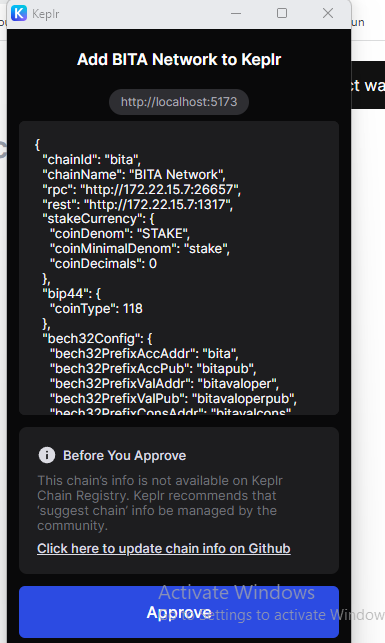 Keplr
un
Add BITA Network to Keplr
http://localhost:5173
ct wa
{
"chainId": "bita",
"chainName": "BITA Network",
"rpc": "http://172.22.15.7:26657",
"rest": "http://172.22.15.7:1317",
"stakeCurrency": {
"coinDenom": "STAKE",
"coinMinimalDenom": "stake",
"coinDecimals": 0
},
"bip44": {
"coinType": 118
},
"bech32Config": {
"bech32PrefixAccAddr": "bita",
"bech32PrefixAccPub": "bitapub",
"bech32PrefixValAddr": "bitavaloper",
"bech32PrefixValPub": "bitavaloperpub",
"bech32PrefixConsAddr": "bitavalcons"
Before You Approve
This chain's info is not available on Keplr
Chain Registry. Keplr recommends that
'suggest chain' info be managed by the
community.
Click here to update chain info on Github
Activate Windows
Approve
to Settings to activate Window